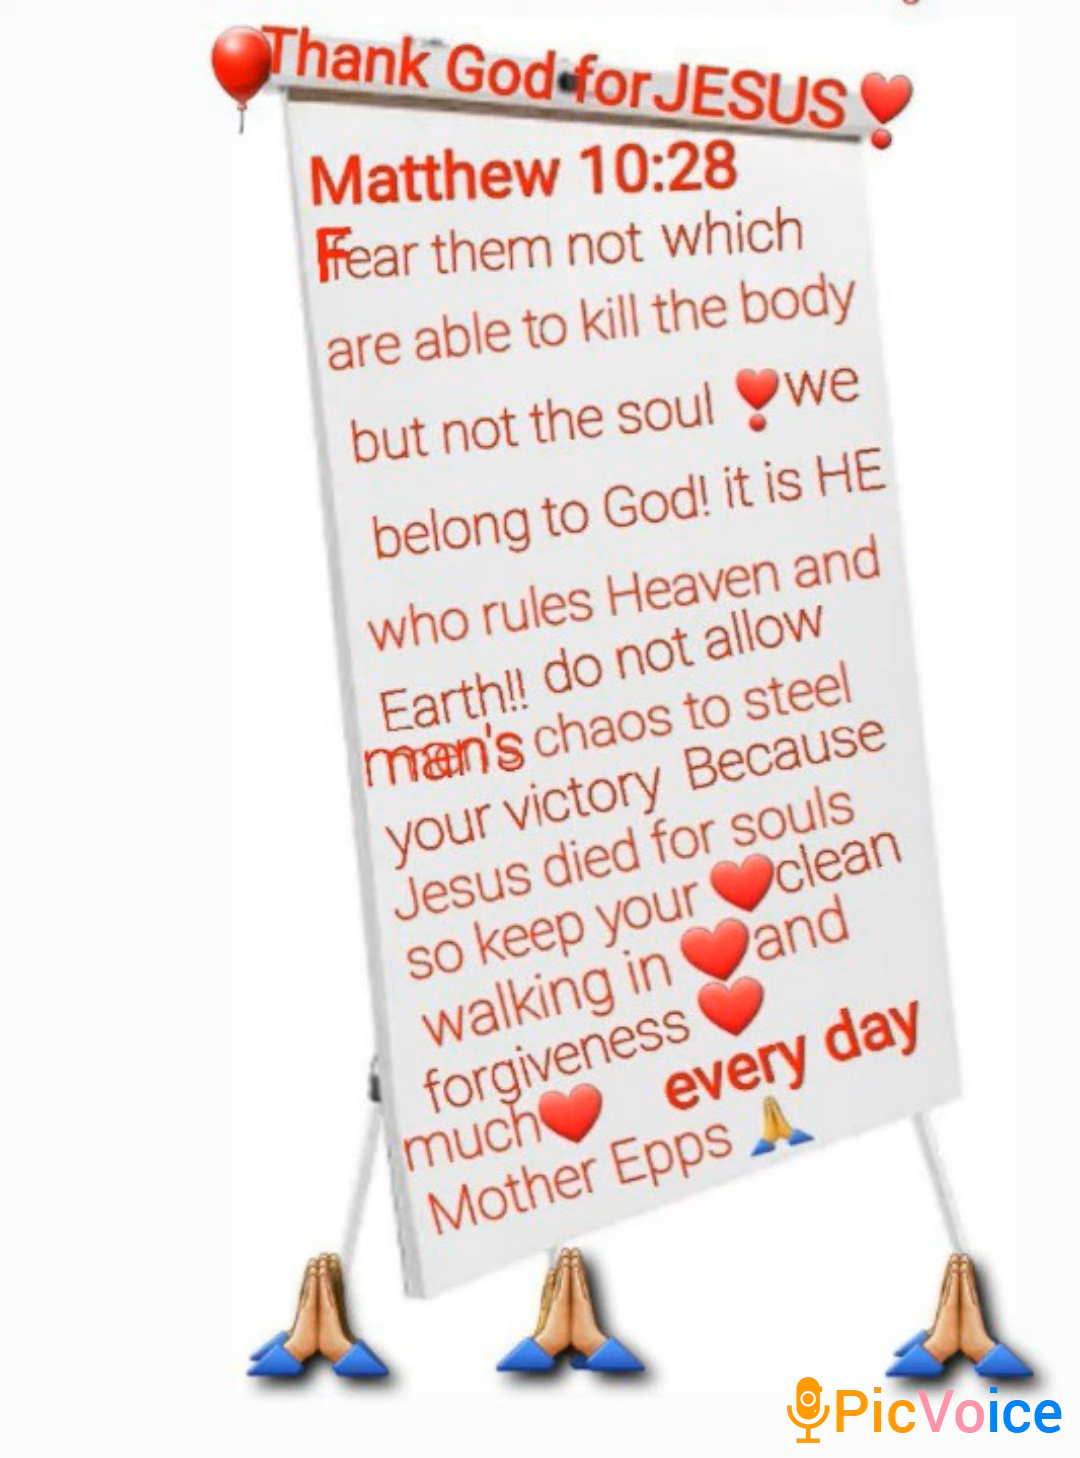 Thank God for JESUS
Matthew 10:28
Fear them not which
are able to kill the body
but not the soul ❣we
belong to God! it is HE
who rules Heaven and
Earth!! do not allow
man's chaos to steel
your victory Because
Jesus died for souls
so keep your ❤clean
walking in ❤and
forgiveness ❤
much❤ every day
Mother Epps 🙏
PicVoice